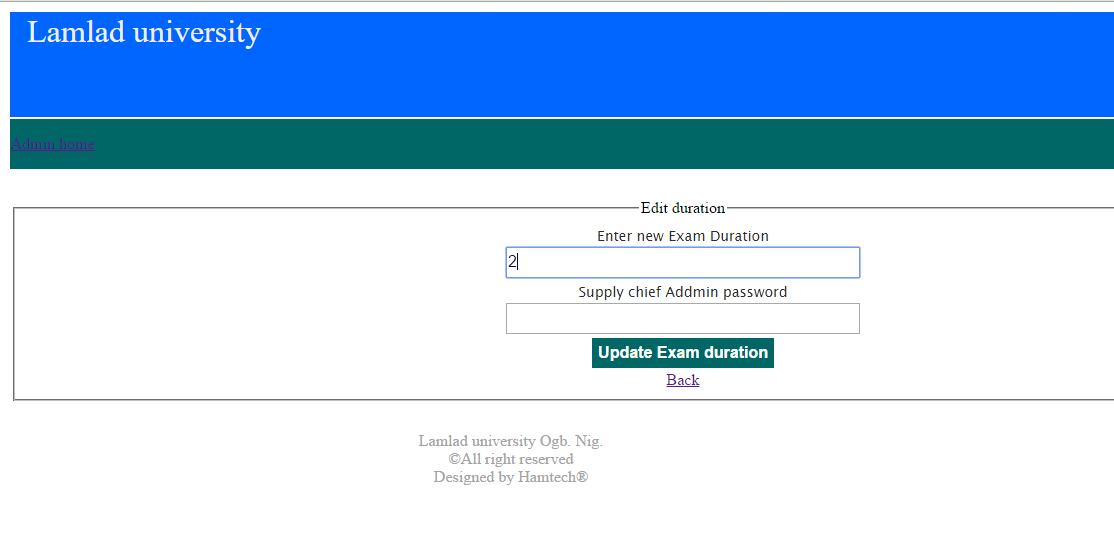 Lamlad university
Admin home
Edit duration
Enter new Exam Duration
2
Supply chief Addmin password
Update Exam duration
Back
Lamlad university Ogb. Nig.
©All right reserved
Designed by Hamtech®